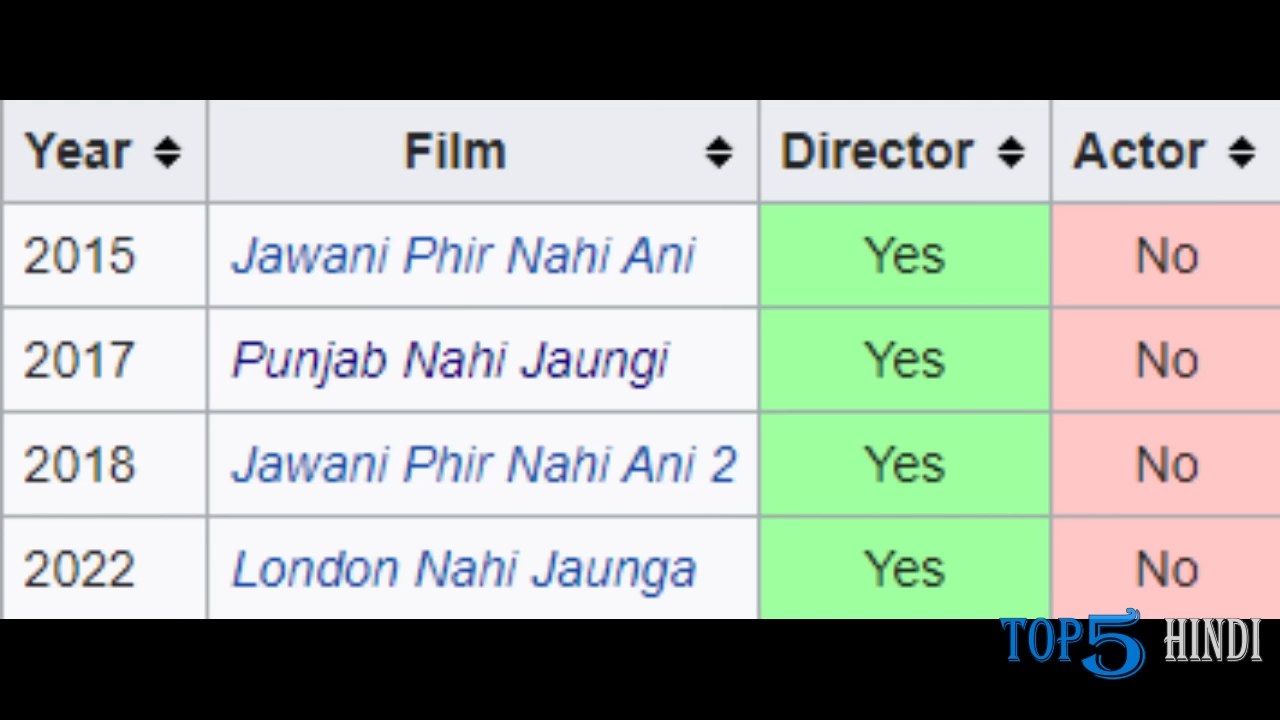 Year Film Director Actor
2015 Jawani Phir Nahi Ani Yes No
2017 Punjab Nahi Jaungi Yes No
2018 Jawani Phir Nahi Ani 2 Yes No
2022 London Nahi Jaunga Yes No
TOP5 HINDI